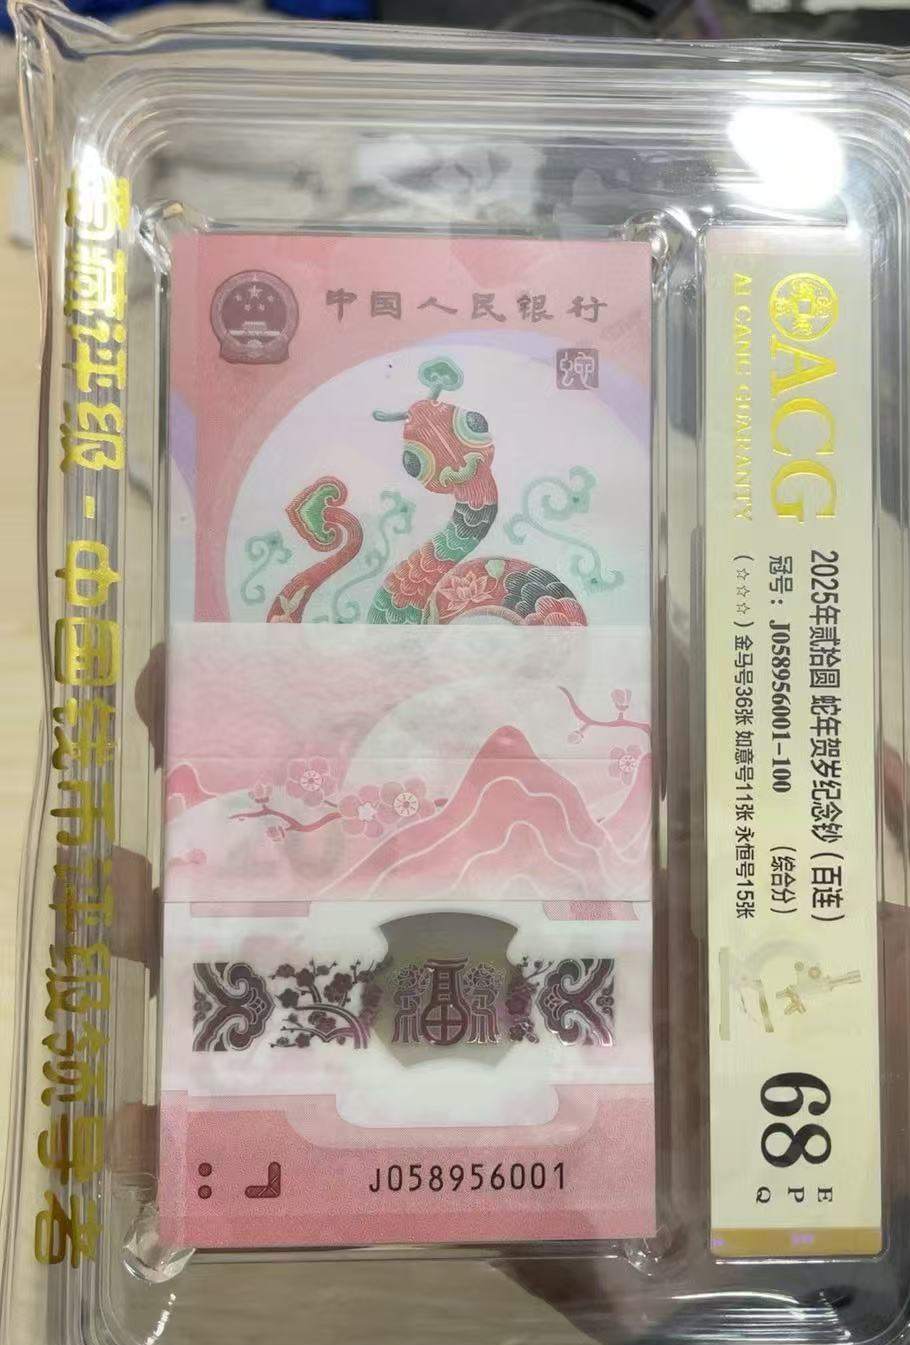 中国人民银行
蛇
J058956001
ACG
AI CANG GUARANTY
2025年贰拾圆 蛇年贺岁纪念钞（百连）
冠号：J058956001-100 （综合分）
（☆☆☆）金马号36张 如意号11张 永恒号15张
68
E
P
Q
爱藏评级-中国钱币评级领导者